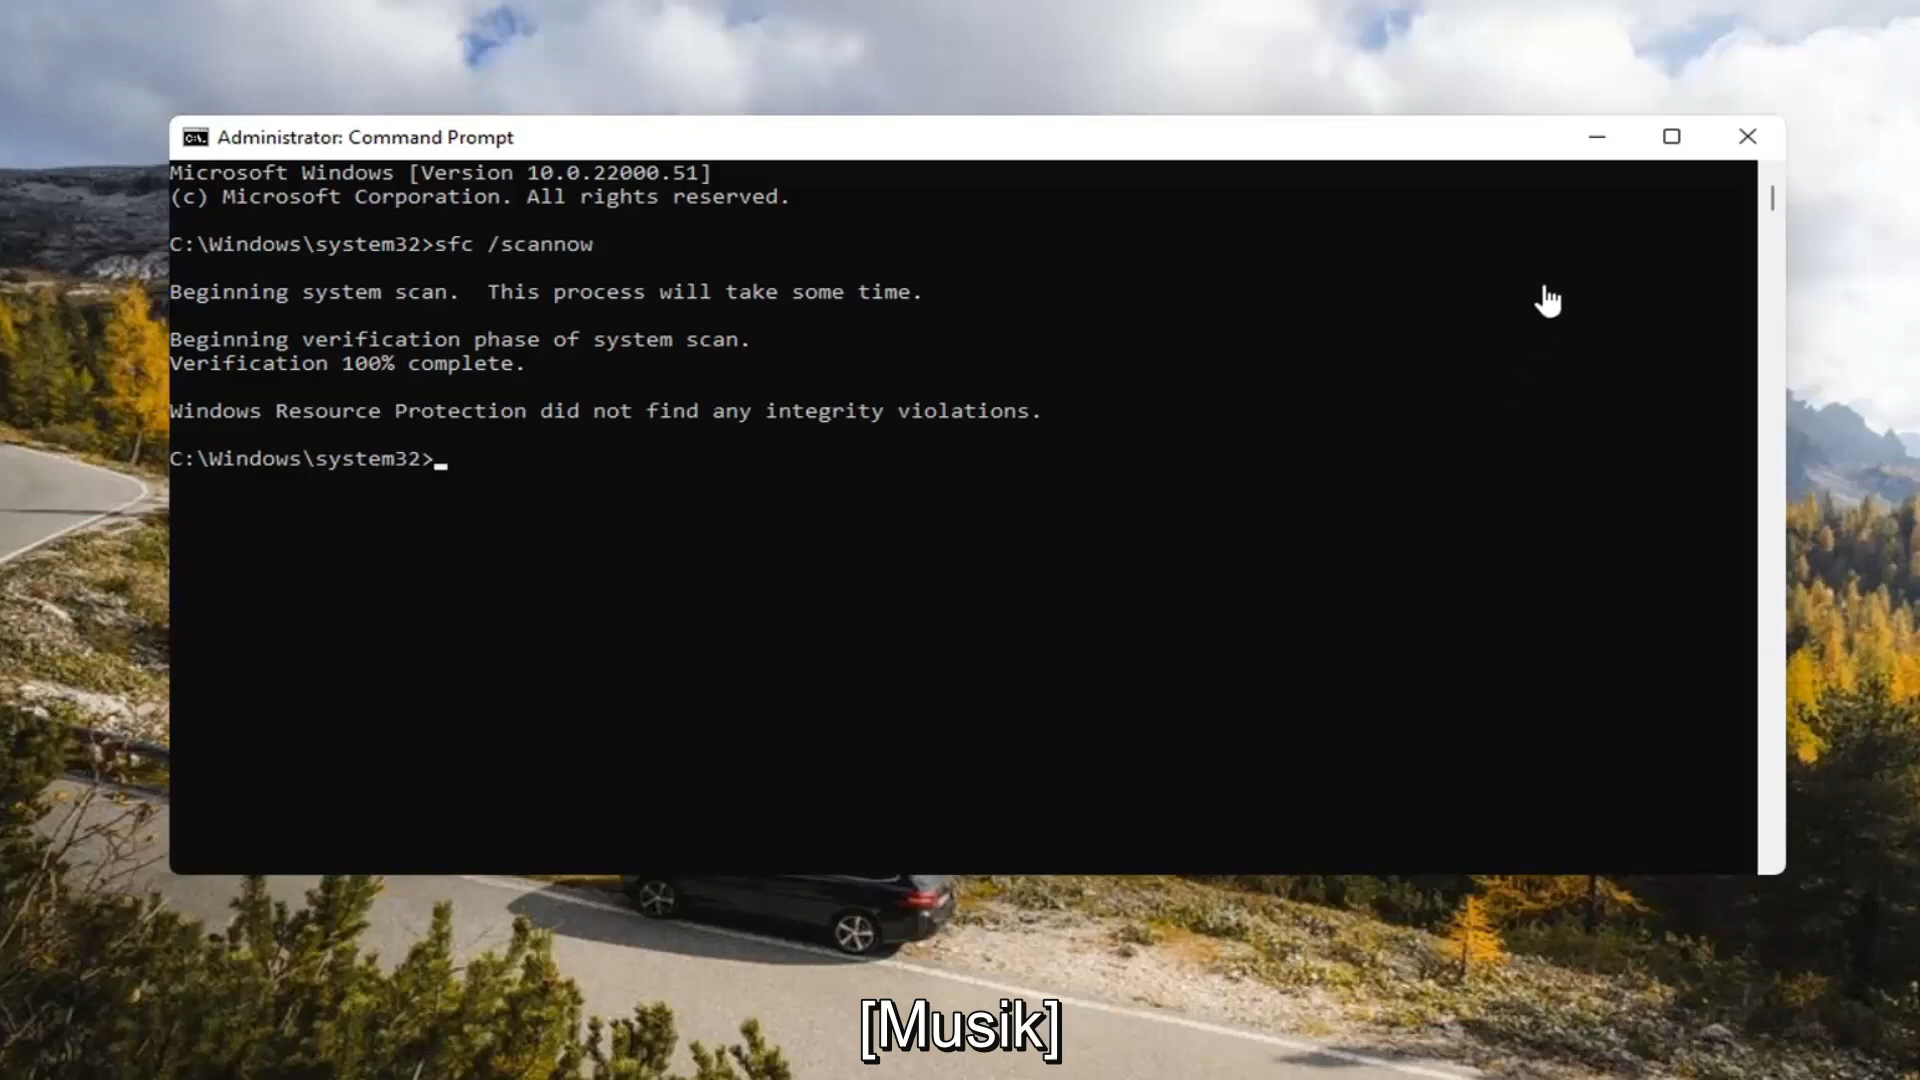 Administrator: Command Prompt
Microsoft Windows [Version 10.0.22000.51]
(c) Microsoft Corporation. All rights reserved.
C:\Windows\system32>sfc /scannow
Beginning system scan.  This process will take some time.
Beginning verification phase of system scan.
Verification 100% complete.
Windows Resource Protection did not find any integrity violations.
C:\Windows\system32>
[Musik]